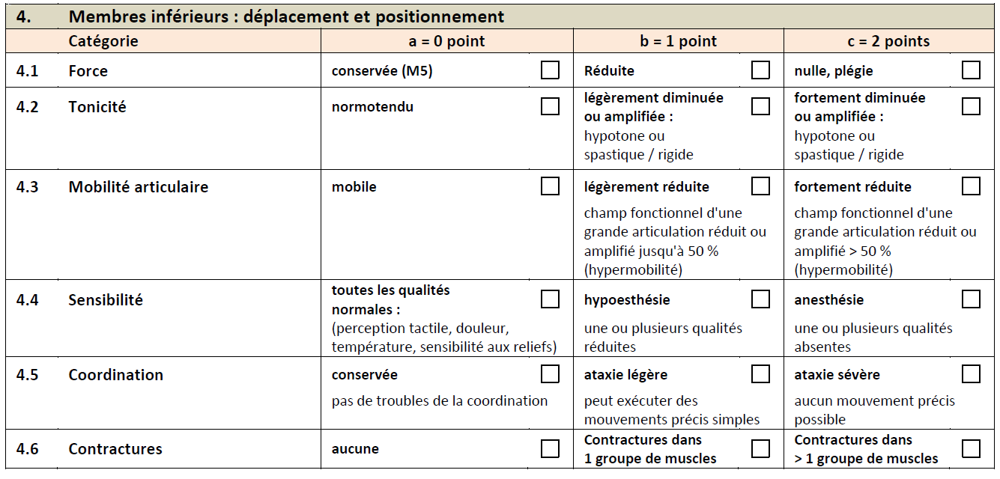 4. Membres inférieurs : déplacement et positionnement
Catégorie a = 0 point b = 1 point c = 2 points
4.1 Force conservée (M5) Réduite nulle, plégie
4.2 Tonicité normotendu
légèrement diminuée
ou amplifiée :
hypotone ou
spastique / rigide
fortement diminuée
ou amplifiée :
hypotone ou
spastique / rigide
4.3 Mobilité articulaire mobile
légèrement réduite
champ fonctionnel d'une
grande articulation réduit ou
amplifié jusqu'à 50 %
(hypermobilité)
fortement réduite
champ fonctionnel d'une
grande articulation réduit ou
amplifié > 50 %
(hypermobilité)
4.4 Sensibilité
toutes les qualités
normales :
(perception tactile, douleur,
température, sensibilité aux reliefs)
hypoesthésie
une ou plusieurs qualités
réduites
anesthésie
une ou plusieurs qualités
absentes
4.5 Coordination
conservée
pas de troubles de la coordination
ataxie légère
peut exécuter des
mouvements précis simples
ataxie sévère
aucun mouvement précis
possible
4.6 Contractures aucune
Contractures dans
1 groupe de muscles
Contractures dans
> 1 groupe de muscles